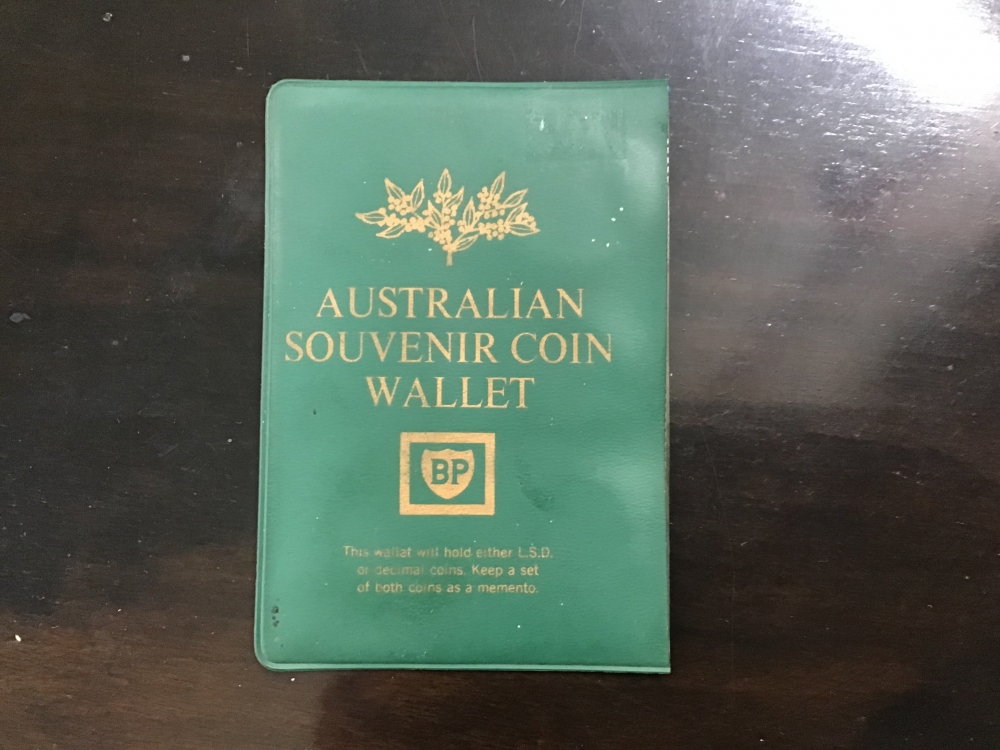 AUSTRALIAN
SOUVENIR COIN
WALLET
BP
This wallet will hold either L.S.D.
or decimal coins. Keep a set
of both coins as a memento.